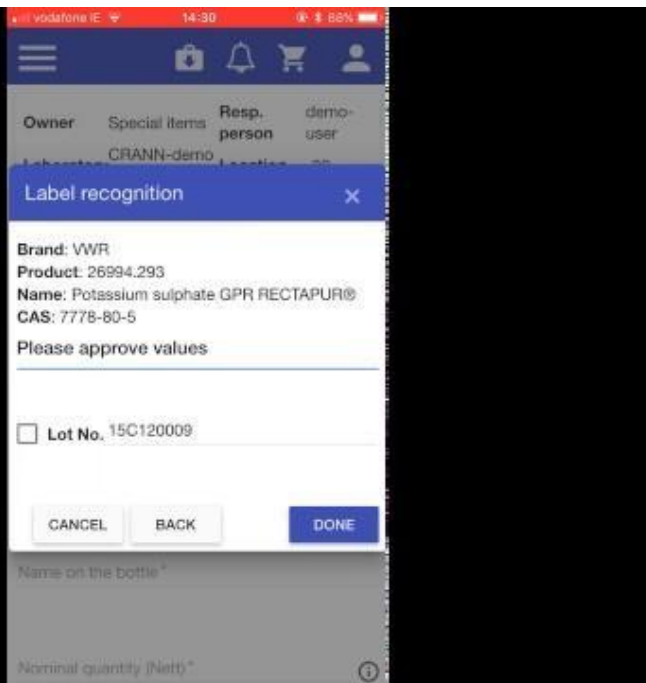 vodafone IE 14:30 66%
Owner Special items Resp. person demo-user
Laboratory CRANN-demo Location
Label recognition ×
Brand: VWR
Product: 26994.293
Name: Potassium sulphate GPR RECTAPUR®
CAS: 7778-80-5
Please approve values
Lot No. 15C120009
CANCEL BACK DONE
Name on the bottle *
Nominal quantity (Nett) *